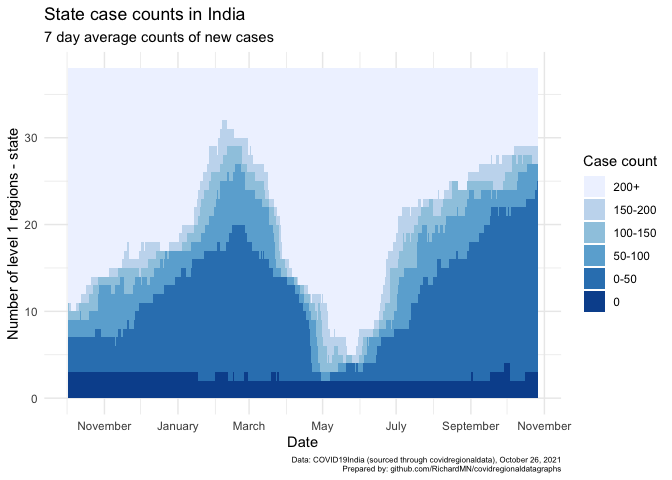 State case counts in India
7 day average counts of new cases
Number of level 1 regions - state
30
20
10
0
November
January
March
May
July
September
November
Date
Case count
200+
150-200
100-150
50-100
0-50
0
Data: COVID19India (sourced through covidregionaldata), October 26, 2021
Prepared by: github.com/RichardMN/covidregionaldatagraphs